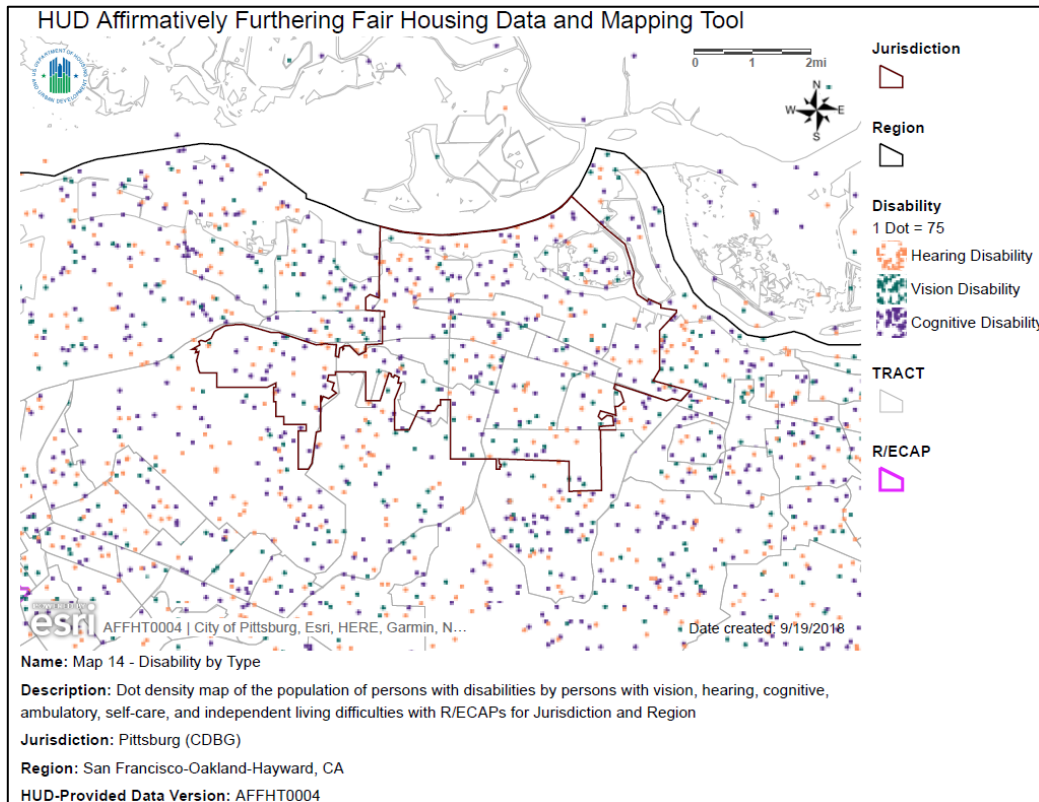 HUD Affirmatively Furthering Fair Housing Data and Mapping Tool
0 1 2mi
N
W E
S
Jurisdiction
Region
Disability
1 Dot = 75
Hearing Disability
Vision Disability
Cognitive Disability
TRACT
R/ECAP
esri
AFFHT0004 | City of Pittsburg, Esri, HERE, Garmin, N…
Date created: 9/19/2018
Name: Map 14 - Disability by Type
Description: Dot density map of the population of persons with disabilities by persons with vision, hearing, cognitive,
ambulatory, self-care, and independent living difficulties with R/ECAPs for Jurisdiction and Region
Jurisdiction: Pittsburg (CDBG)
Region: San Francisco-Oakland-Hayward, CA
HUD-Provided Data Version: AFFHT0004